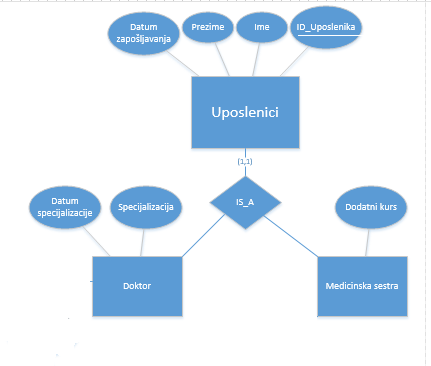 Datum
zapošljavanja
Prezime
Ime
ID_Uposlenika
Uposlenici
(1,1)
IS_A
Datum
specijalizacije
Specijalizacija
Dodatni kurs
Doktor
Medicinska sestra